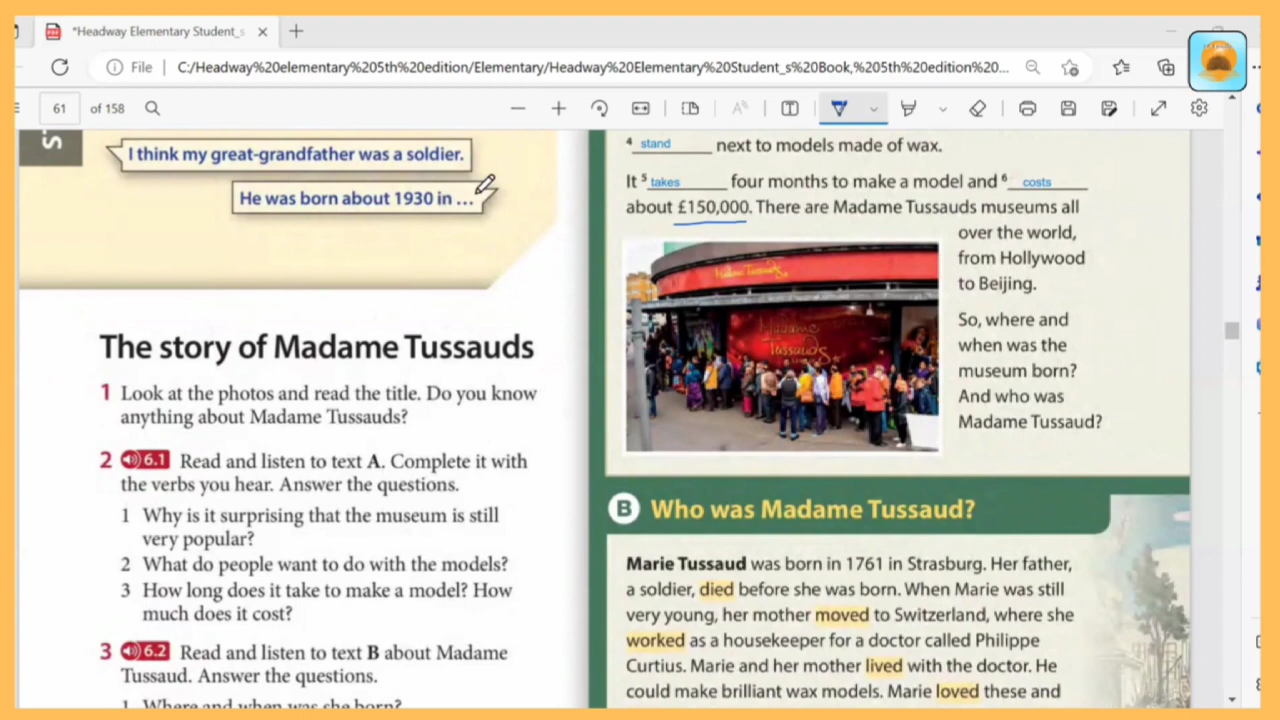 *Headway Elementary Student_s
File
C:/Headway%20elementary%205th%20edition/Elementary/Headway%20Elementary%20Student_s%20Book,%205th%20edition%20...
61 of 158
I think my great-grandfather was a soldier.
He was born about 1930 in ...
The story of Madame Tussauds
1 Look at the photos and read the title. Do you know
anything about Madame Tussauds?
2 6.1 Read and listen to text A. Complete it with
the verbs you hear. Answer the questions.
1 Why is it surprising that the museum is still
very popular?
2 What do people want to do with the models?
3 How long does it take to make a model? How
much does it cost?
3 6.2 Read and listen to text B about Madame
Tussaud. Answer the questions.
1 Where and when was she born?
4 stand next to models made of wax.
It 5 takes four months to make a model and 6 costs
about £150,000. There are Madame Tussauds museums all
over the world,
from Hollywood
to Beijing.
So, where and
when was the
museum born?
And who was
Madame Tussaud?
Madame Tussauds
Madame
Tussauds
B Who was Madame Tussaud?
Marie Tussaud was born in 1761 in Strasburg. Her father,
a soldier, died before she was born. When Marie was still
very young, her mother moved to Switzerland, where she
worked as a housekeeper for a doctor called Philippe
Curtius. Marie and her mother lived with the doctor. He
could make brilliant wax models. Marie loved these and